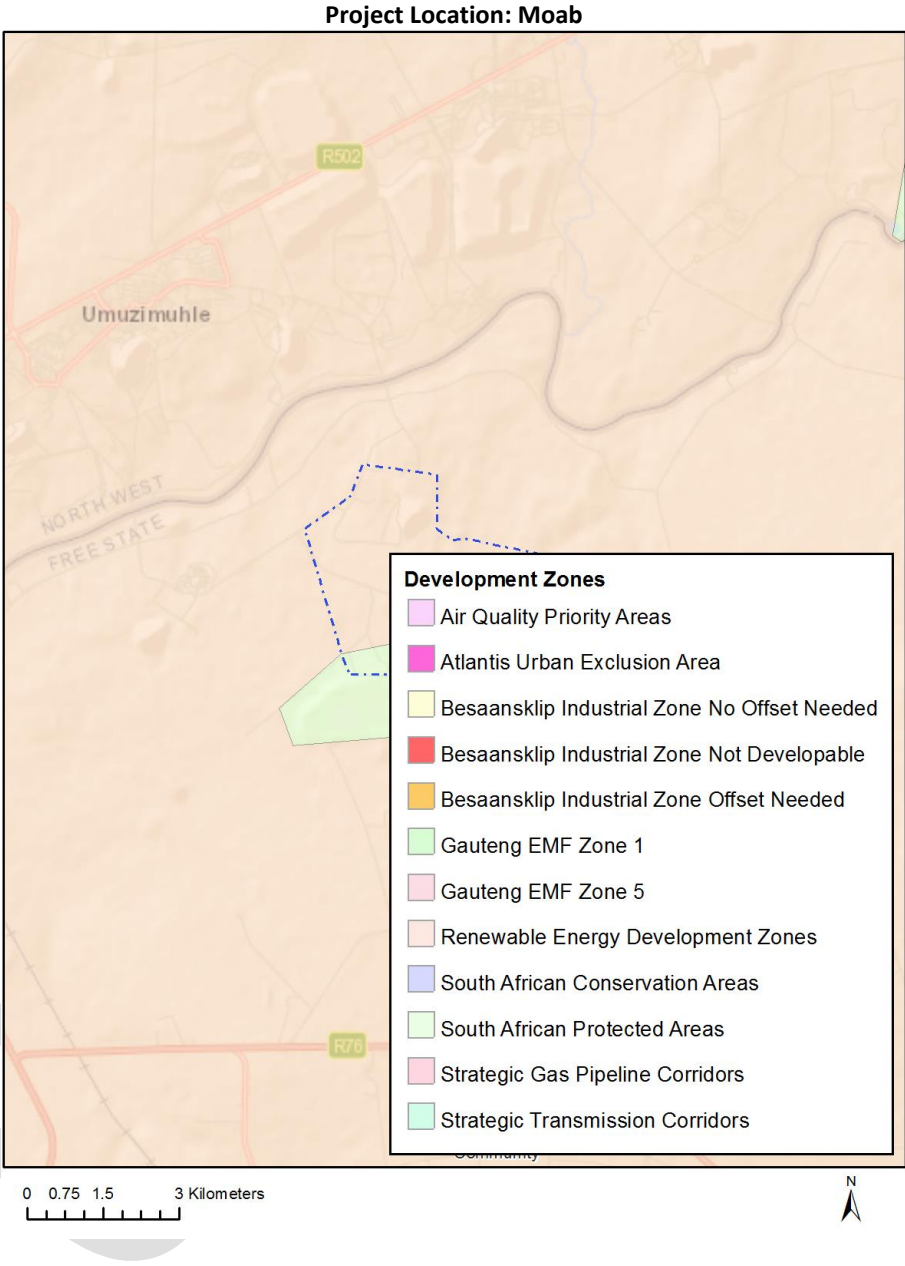 Project Location: Moab
R502
Umuzimuhle
NORTH WEST
FREE STATE
Development Zones
Air Quality Priority Areas
Atlantis Urban Exclusion Area
Besaansklip Industrial Zone No Offset Needed
Besaansklip Industrial Zone Not Developable
Besaansklip Industrial Zone Offset Needed
Gauteng EMF Zone 1
Gauteng EMF Zone 5
Renewable Energy Development Zones
South African Conservation Areas
South African Protected Areas
Strategic Gas Pipeline Corridors
Strategic Transmission Corridors
R76
Community
0 0.75 1.5 3 Kilometers
N